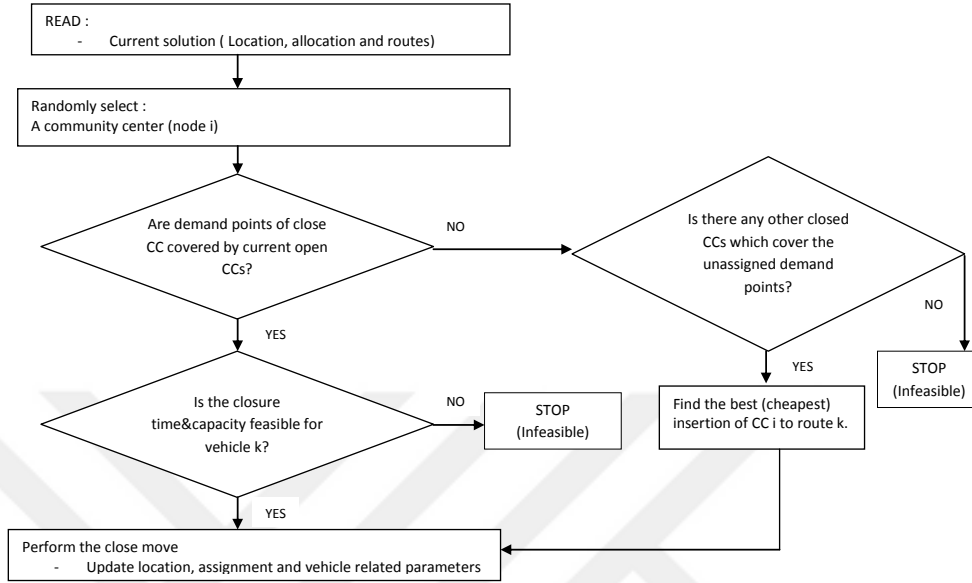 READ :
- Current solution ( Location, allocation and routes)
Randomly select :
A community center (node i)
Are demand points of close
CC covered by current open
CCs?
NO
Is there any other closed
CCs which cover the
unassigned demand
points?
NO
YES
YES
STOP
(Infeasible)
Is the closure
time&capacity feasible for
vehicle k?
NO
STOP
(Infeasible)
Find the best (cheapest)
insertion of CC i to route k.
YES
Perform the close move
- Update location, assignment and vehicle related parameters